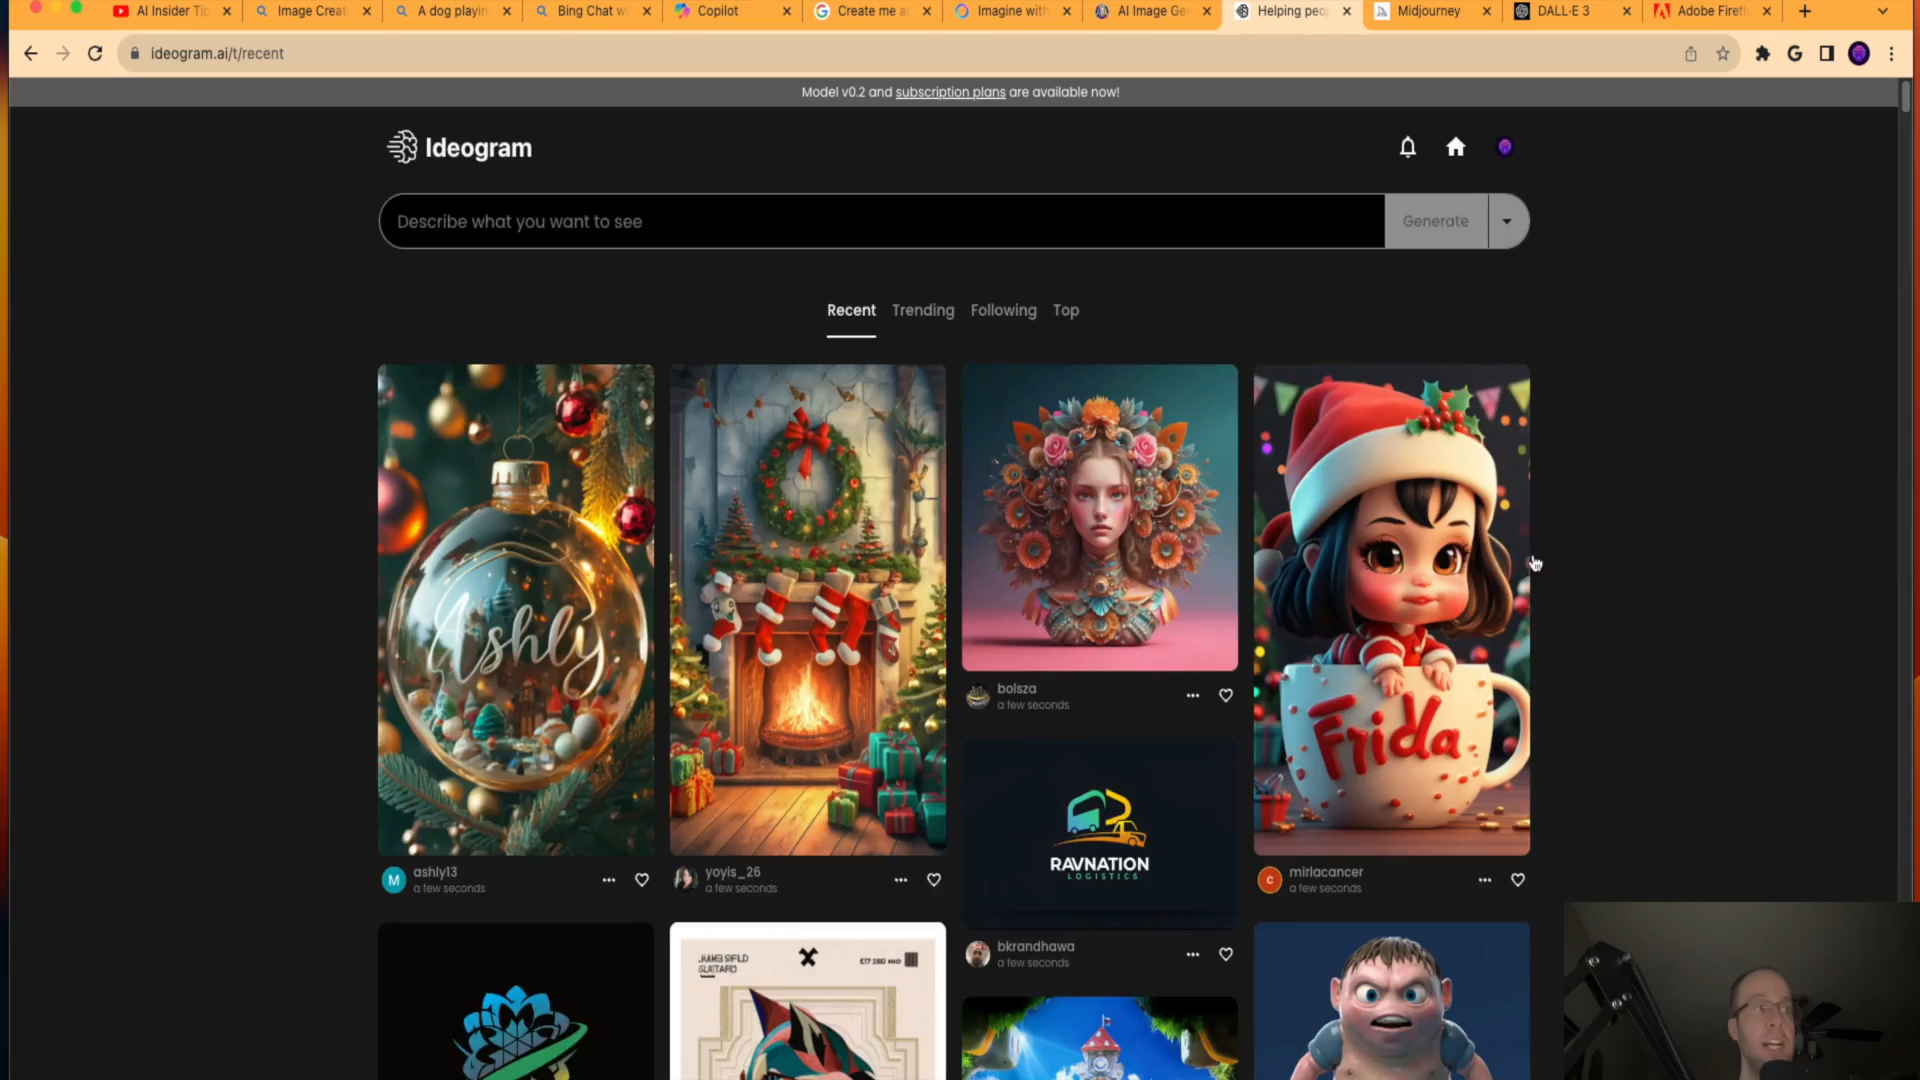 AI Insider Ti
Image Creat
A dog playin
Bing Chat w
Copilot
Create me a
Imagine with
AI Image Ge
Helping peo
Midjourney
DALL·E 3
Adobe Firef
ideogram.ai/t/recent
Model v0.2 and subscription plans are available now!
Ideogram
Describe what you want to see
Generate
Recent
Trending
Following
Top
Ashly
Frida
bolsza
a few seconds
RAVNATION
LOGISTICS
M
ashly13
a few seconds
yoyis_26
a few seconds
C
mirlacancer
a few seconds
bkrandhawa
a few seconds